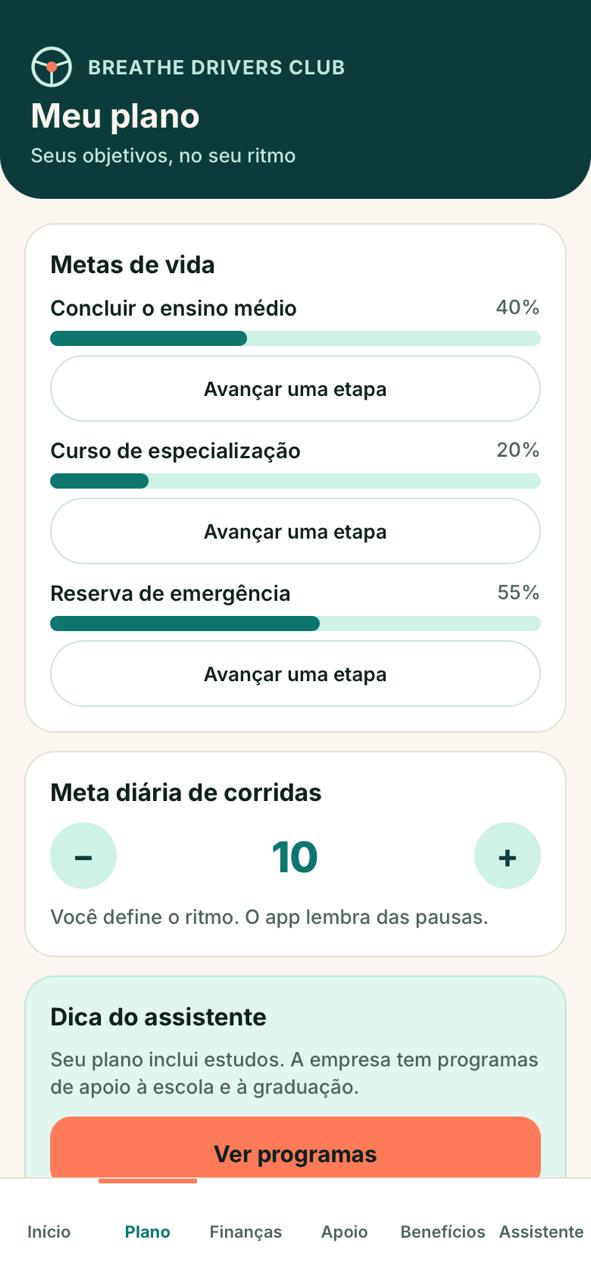 BREATHE DRIVERS CLUB
Meu plano
Seus objetivos, no seu ritmo
Metas de vida
Concluir o ensino médio 40%
Avançar uma etapa
Curso de especialização 20%
Avançar uma etapa
Reserva de emergência 55%
Avançar uma etapa
Meta diária de corridas
– 10 +
Você define o ritmo. O app lembra das pausas.
Dica do assistente
Seu plano inclui estudos. A empresa tem programas
de apoio à escola e à graduação.
Ver programas
Início Plano Finanças Apoio Benefícios Assistente